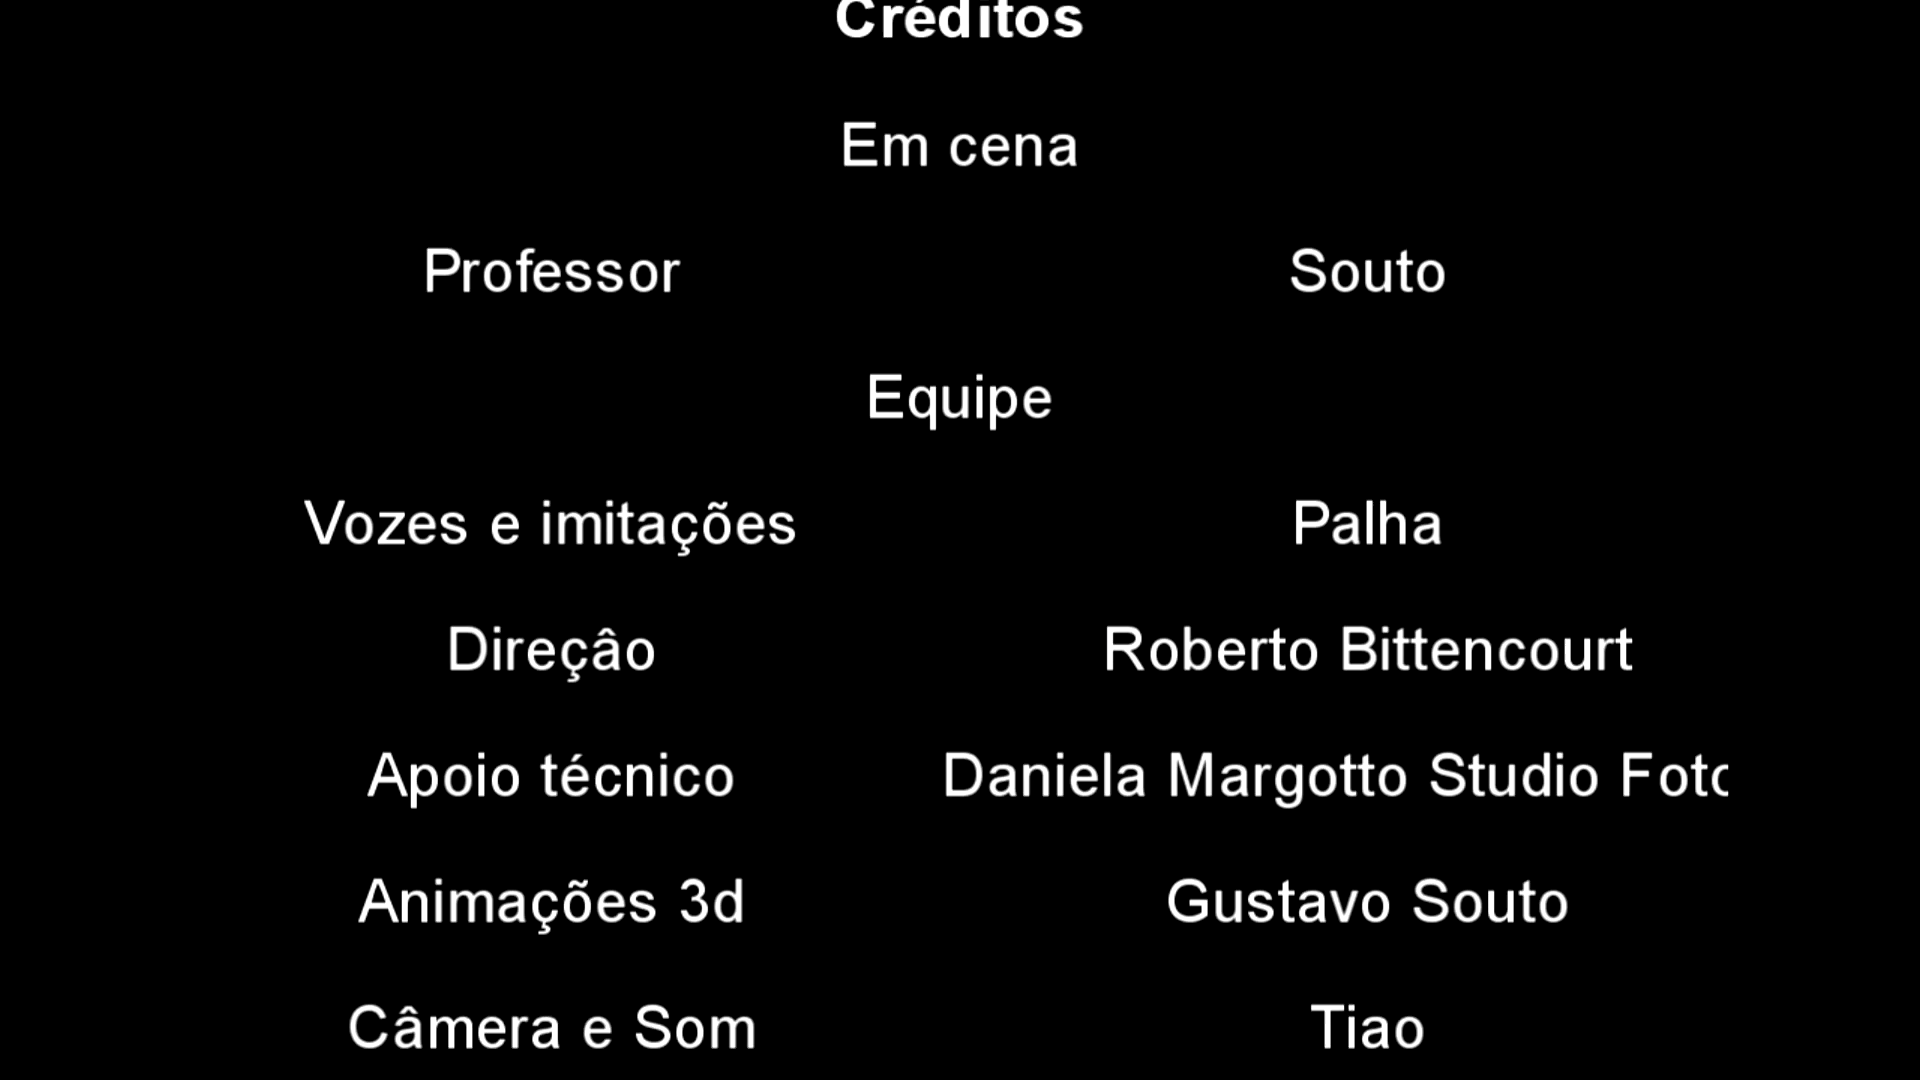 Créditos
Em cena
Professor Souto
Equipe
Vozes e imitações Palha
Direçâo Roberto Bittencourt
Apoio técnico Daniela Margotto Studio Foto
Animações 3d Gustavo Souto
Câmera e Som Tiao